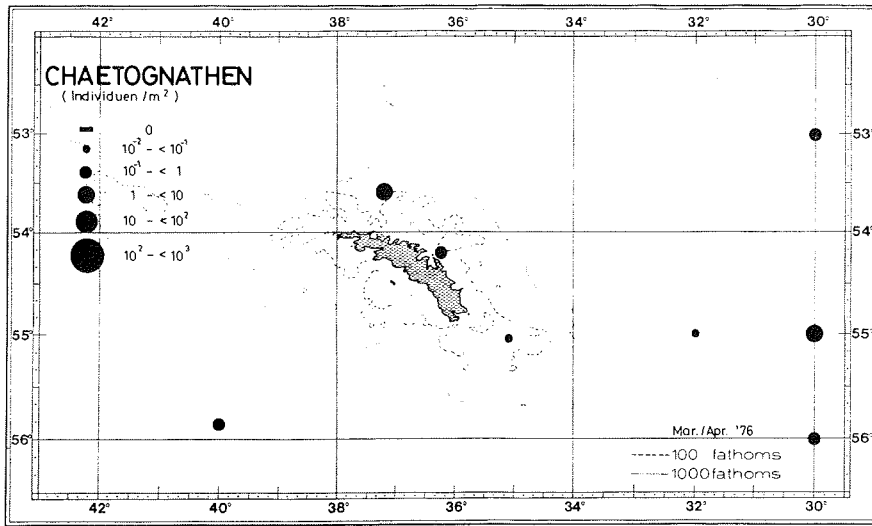 42° 40° 38° 36° 34° 32° 30°
CHAETOGNATHEN
( Individuen /m² )
0
10⁻² - < 10⁻¹
10⁻¹ - < 1
1 - < 10
10 - < 10²
10² - < 10³
53° 53°
54° 54°
55° 55°
56° 56°
Mar. / Apr. '76
100 fathoms
1000 fathoms
42° 40° 38° 36° 34° 32° 30°